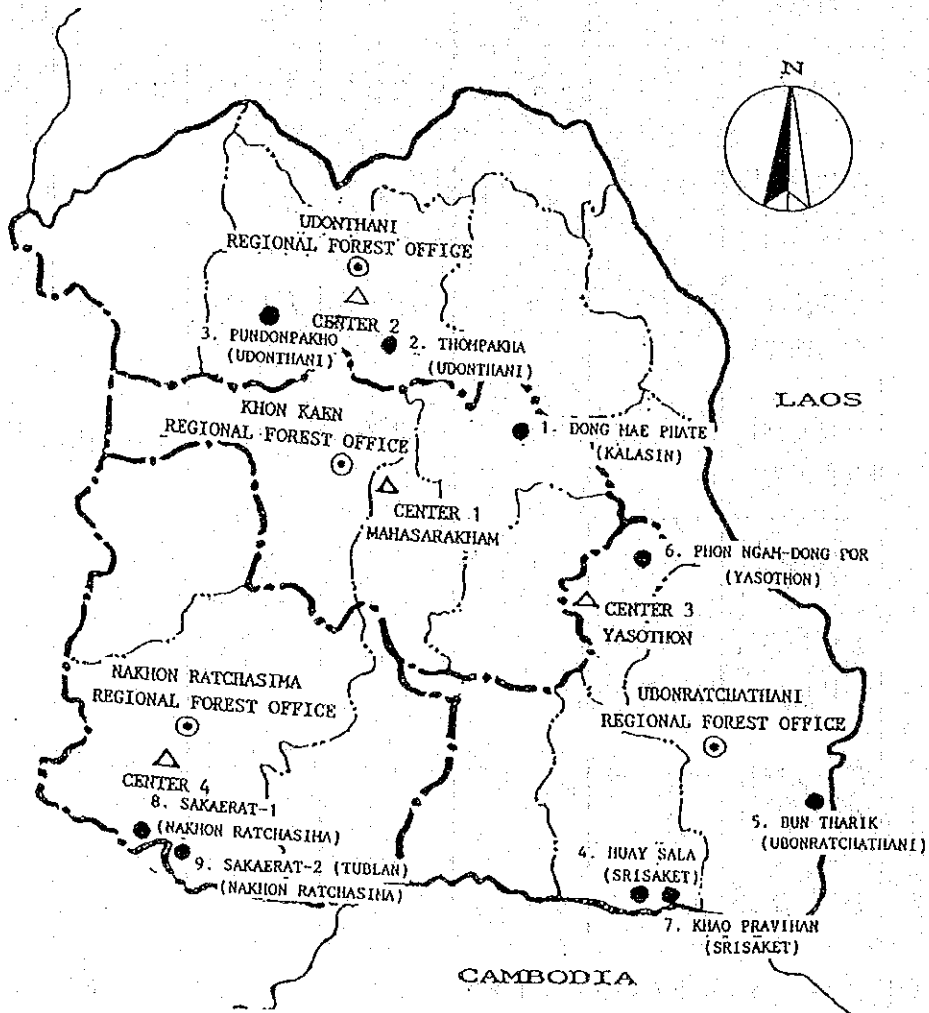 N
UDONTHANI
REGIONAL FOREST OFFICE
CENTER 2
3. PUNDONPAKHO
(UDONTHANI)
2. THOMPAKHA
(UDONTHANI)
LAOS
KHON KAEN
REGIONAL FOREST OFFICE
1. DONG MAE PHATE
(KALASIN)
CENTER 1
MAHASARAKHAM
6. PHON NGAM-DONG POR
(YASOTHON)
CENTER 3
YASOTHON
NAKHON RATCHASIMA
REGIONAL FOREST OFFICE
UBONRATCHATHANI
REGIONAL FOREST OFFICE
CENTER 4
8. SAKAERAT-1
(NAKHON RATCHASIMA)
9. SAKAERAT-2 (TUBLAN)
(NAKHON RATCHASIMA)
5. BUN THARIK
(UBONRATCHATHANI)
4. HUAY SALA
(SRISAKET)
7. KHAO PRAVIHAN
(SRISAKET)
CAMBODIA